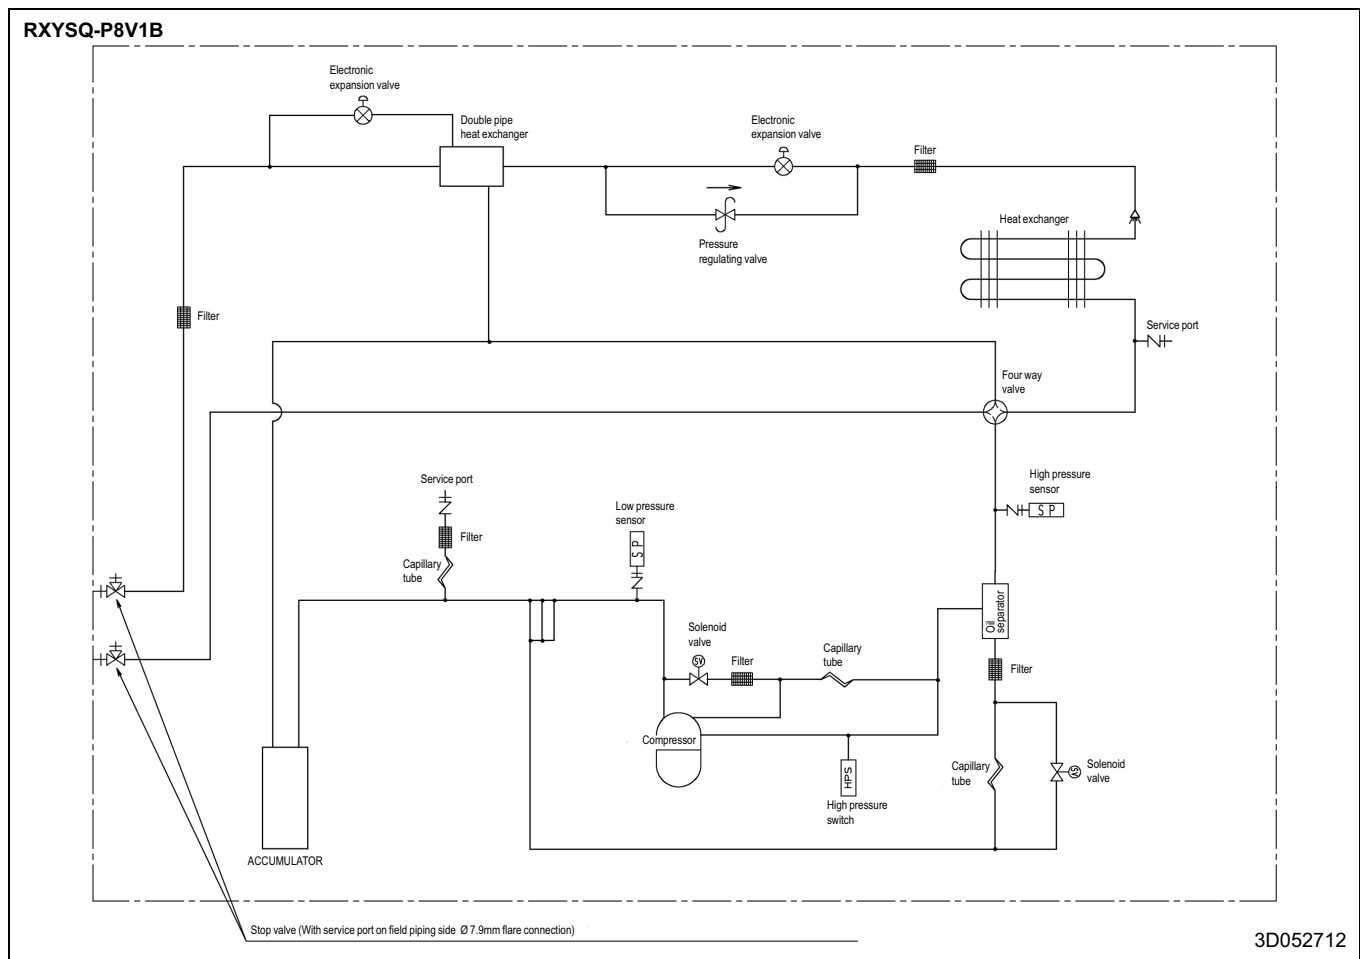 RXYSQ-P8V1B
Electronic
expansion valve
Double pipe
heat exchanger
Electronic
expansion valve
Filter
Pressure
regulating valve
Heat exchanger
Filter
Service port
Four way
valve
High pressure
sensor
S P
Service port
Filter
Capillary
tube
Low pressure
sensor
S P
Solenoid
valve
SV
Filter
Capillary
tube
Oil
separator
Filter
Compressor
HPS
High pressure
switch
Capillary
tube
SV
Solenoid
valve
ACCUMULATOR
Stop valve (With service port on field piping side Ø 7.9mm flare connection)
3D052712